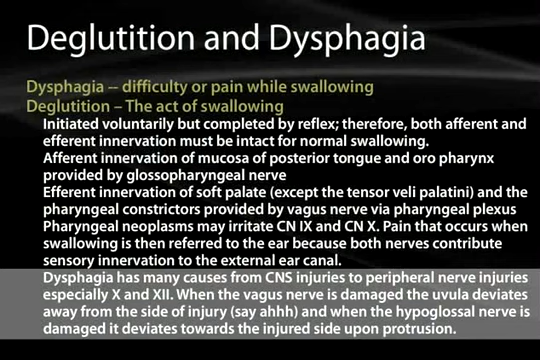 Deglutition and Dysphagia
Dysphagia -- difficulty or pain while swallowing
Deglutition – The act of swallowing
Initiated voluntarily but completed by reflex; therefore, both afferent and
efferent innervation must be intact for normal swallowing.
Afferent innervation of mucosa of posterior tongue and oro pharynx
provided by glossopharyngeal nerve
Efferent innervation of soft palate (except the tensor veli palatini) and the
pharyngeal constrictors provided by vagus nerve via pharyngeal plexus
Pharyngeal neoplasms may irritate CN IX and CN X. Pain that occurs when
swallowing is then referred to the ear because both nerves contribute
sensory innervation to the external ear canal.
Dysphagia has many causes from CNS injuries to peripheral nerve injuries
especially X and XII. When the vagus nerve is damaged the uvula deviates
away from the side of injury (say ahhh) and when the hypoglossal nerve is
damaged it deviates towards the injured side upon protrusion.